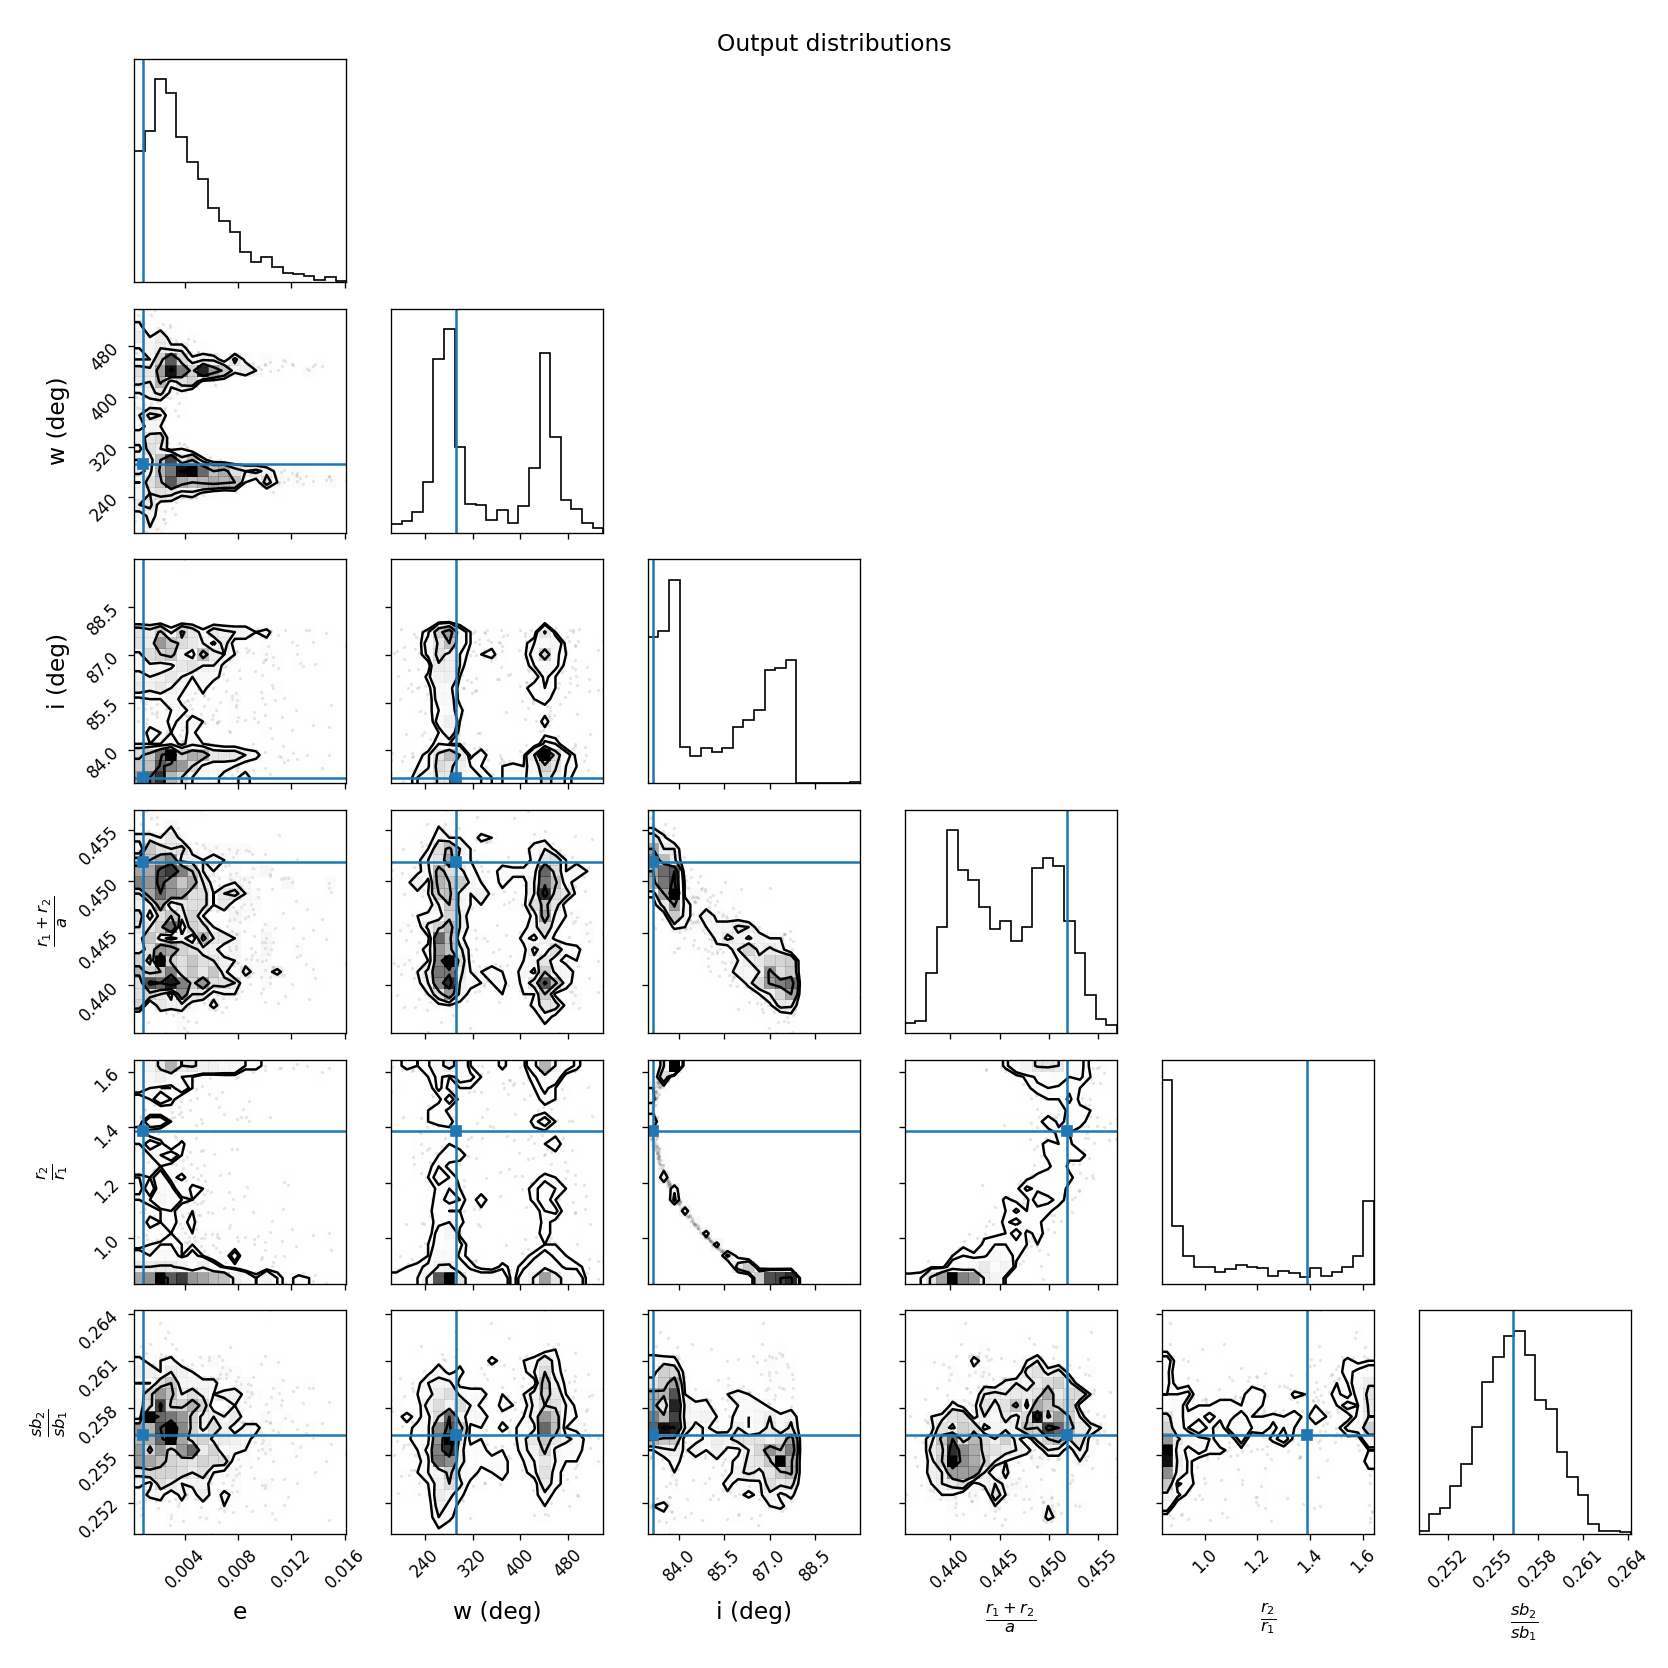 Output distributions
480
400
320
240
w (deg)
88.5
87.0
85.5
84.0
i (deg)
0.455
0.450
0.445
0.440
r₁ + r₂
a
1.6
1.4
1.2
1.0
r₂
r₁
0.264
0.261
0.258
0.255
0.252
sb₂
sb₁
0.004 0.008 0.012 0.016 240 320 400 480 84.0 85.5 87.0 88.5 0.440 0.445 0.450 0.455 1.0 1.2 1.4 1.6 0.252 0.255 0.258 0.261 0.264
e w (deg) i (deg)
r₁ + r₂ r₂ sb₂
a r₁ sb₁